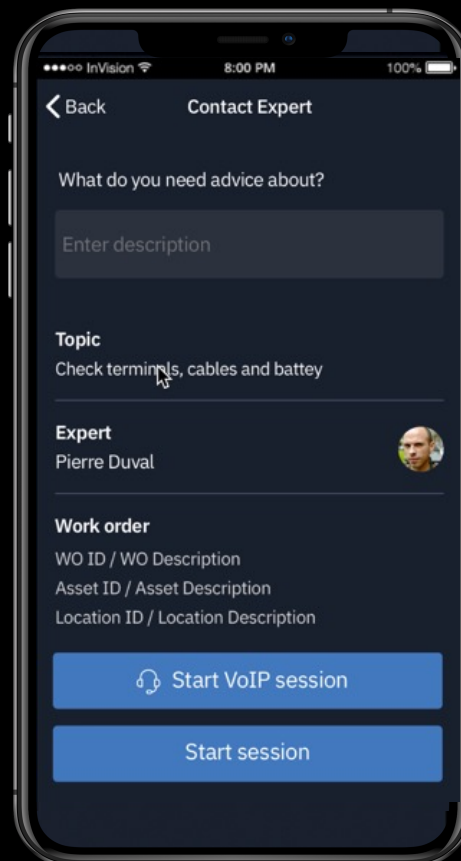 InVision 8:00 PM 100%
Back Contact Expert
What do you need advice about?
Enter description
Topic
Check terminals, cables and battey
Expert
Pierre Duval
Work order
WO ID / WO Description
Asset ID / Asset Description
Location ID / Location Description
Start VoIP session
Start session